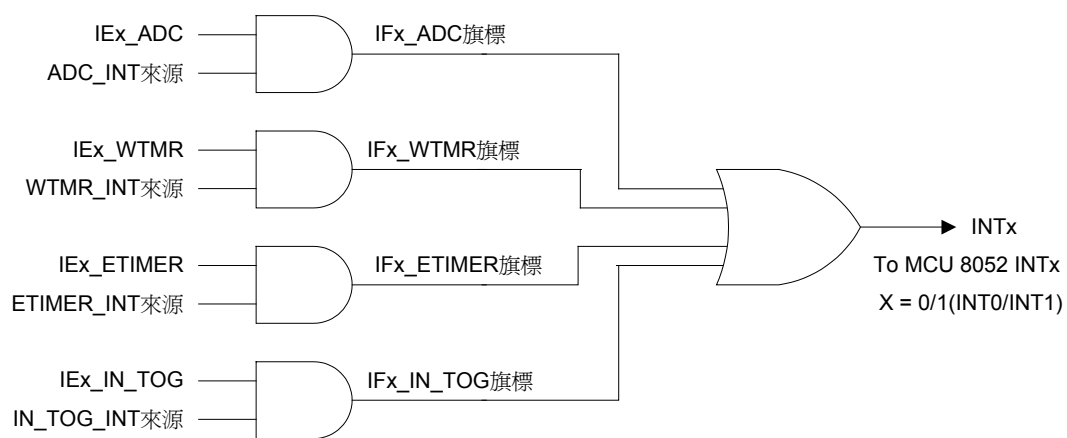 IEx_ADC
IFx_ADC旗標
ADC_INT來源
IEx_WTMR
IFx_WTMR旗標
WTMR_INT來源
INTx
IEx_ETIMER
IFx_ETIMER旗標
To MCU 8052 INTx
ETIMER_INT來源
X = 0/1(INT0/INT1)
IEx_IN_TOG
IFx_IN_TOG旗標
IN_TOG_INT來源